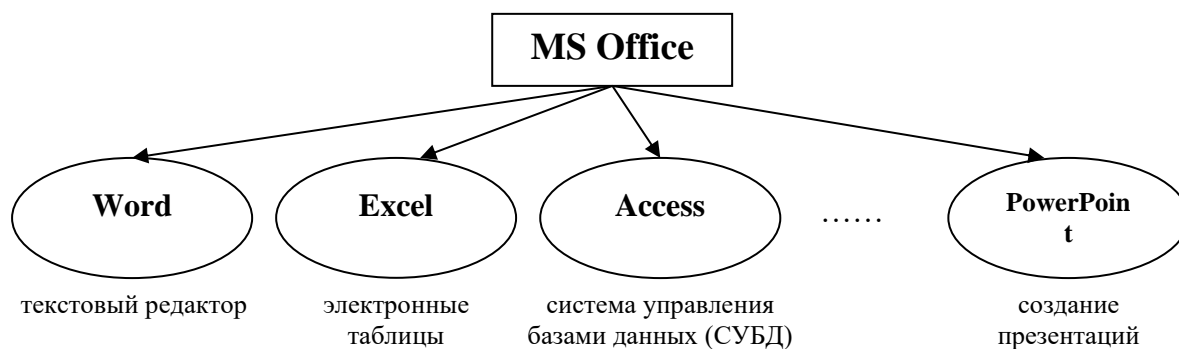 MS Office
Word
Excel
Access
……
PowerPoin
t
текстовый редактор
электронные
таблицы
система управления
базами данных (СУБД)
создание
презентаций